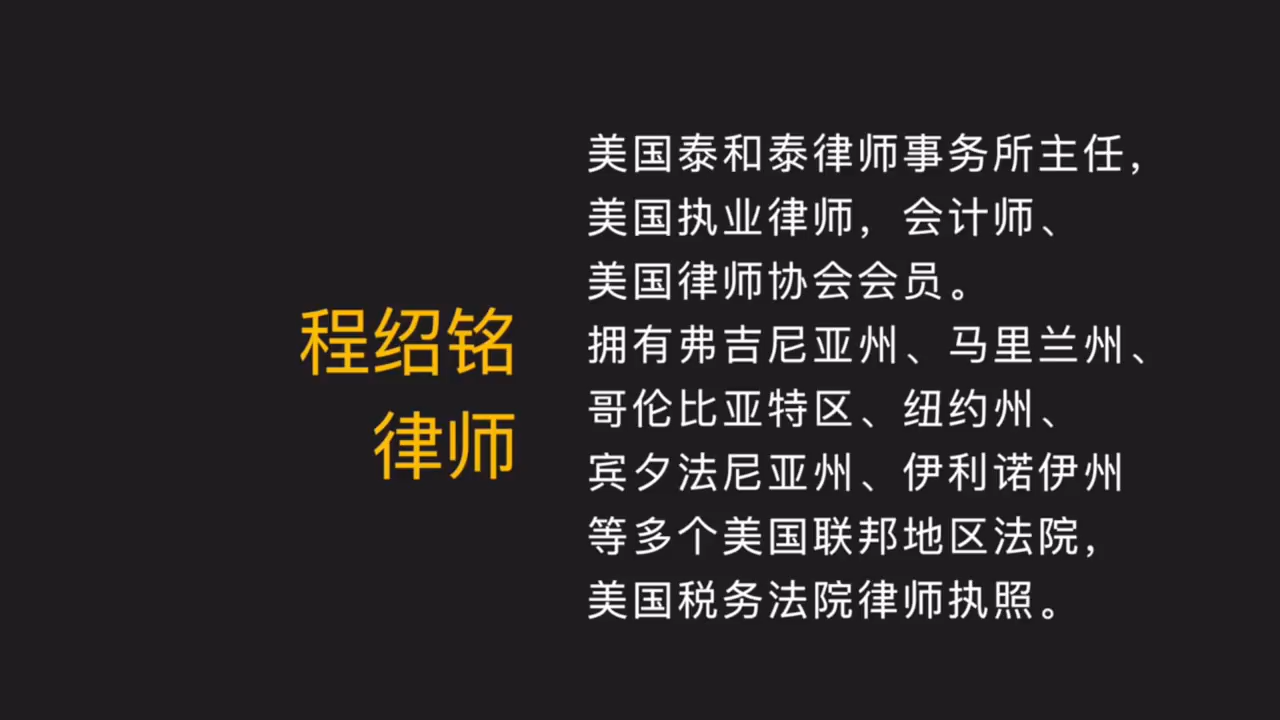 程绍铭
律师
美国泰和泰律师事务所主任，
美国执业律师，会计师、
美国律师协会会员。
拥有弗吉尼亚州、马里兰州、
哥伦比亚特区、纽约州、
宾夕法尼亚州、伊利诺伊州
等多个美国联邦地区法院，
美国税务法院律师执照。